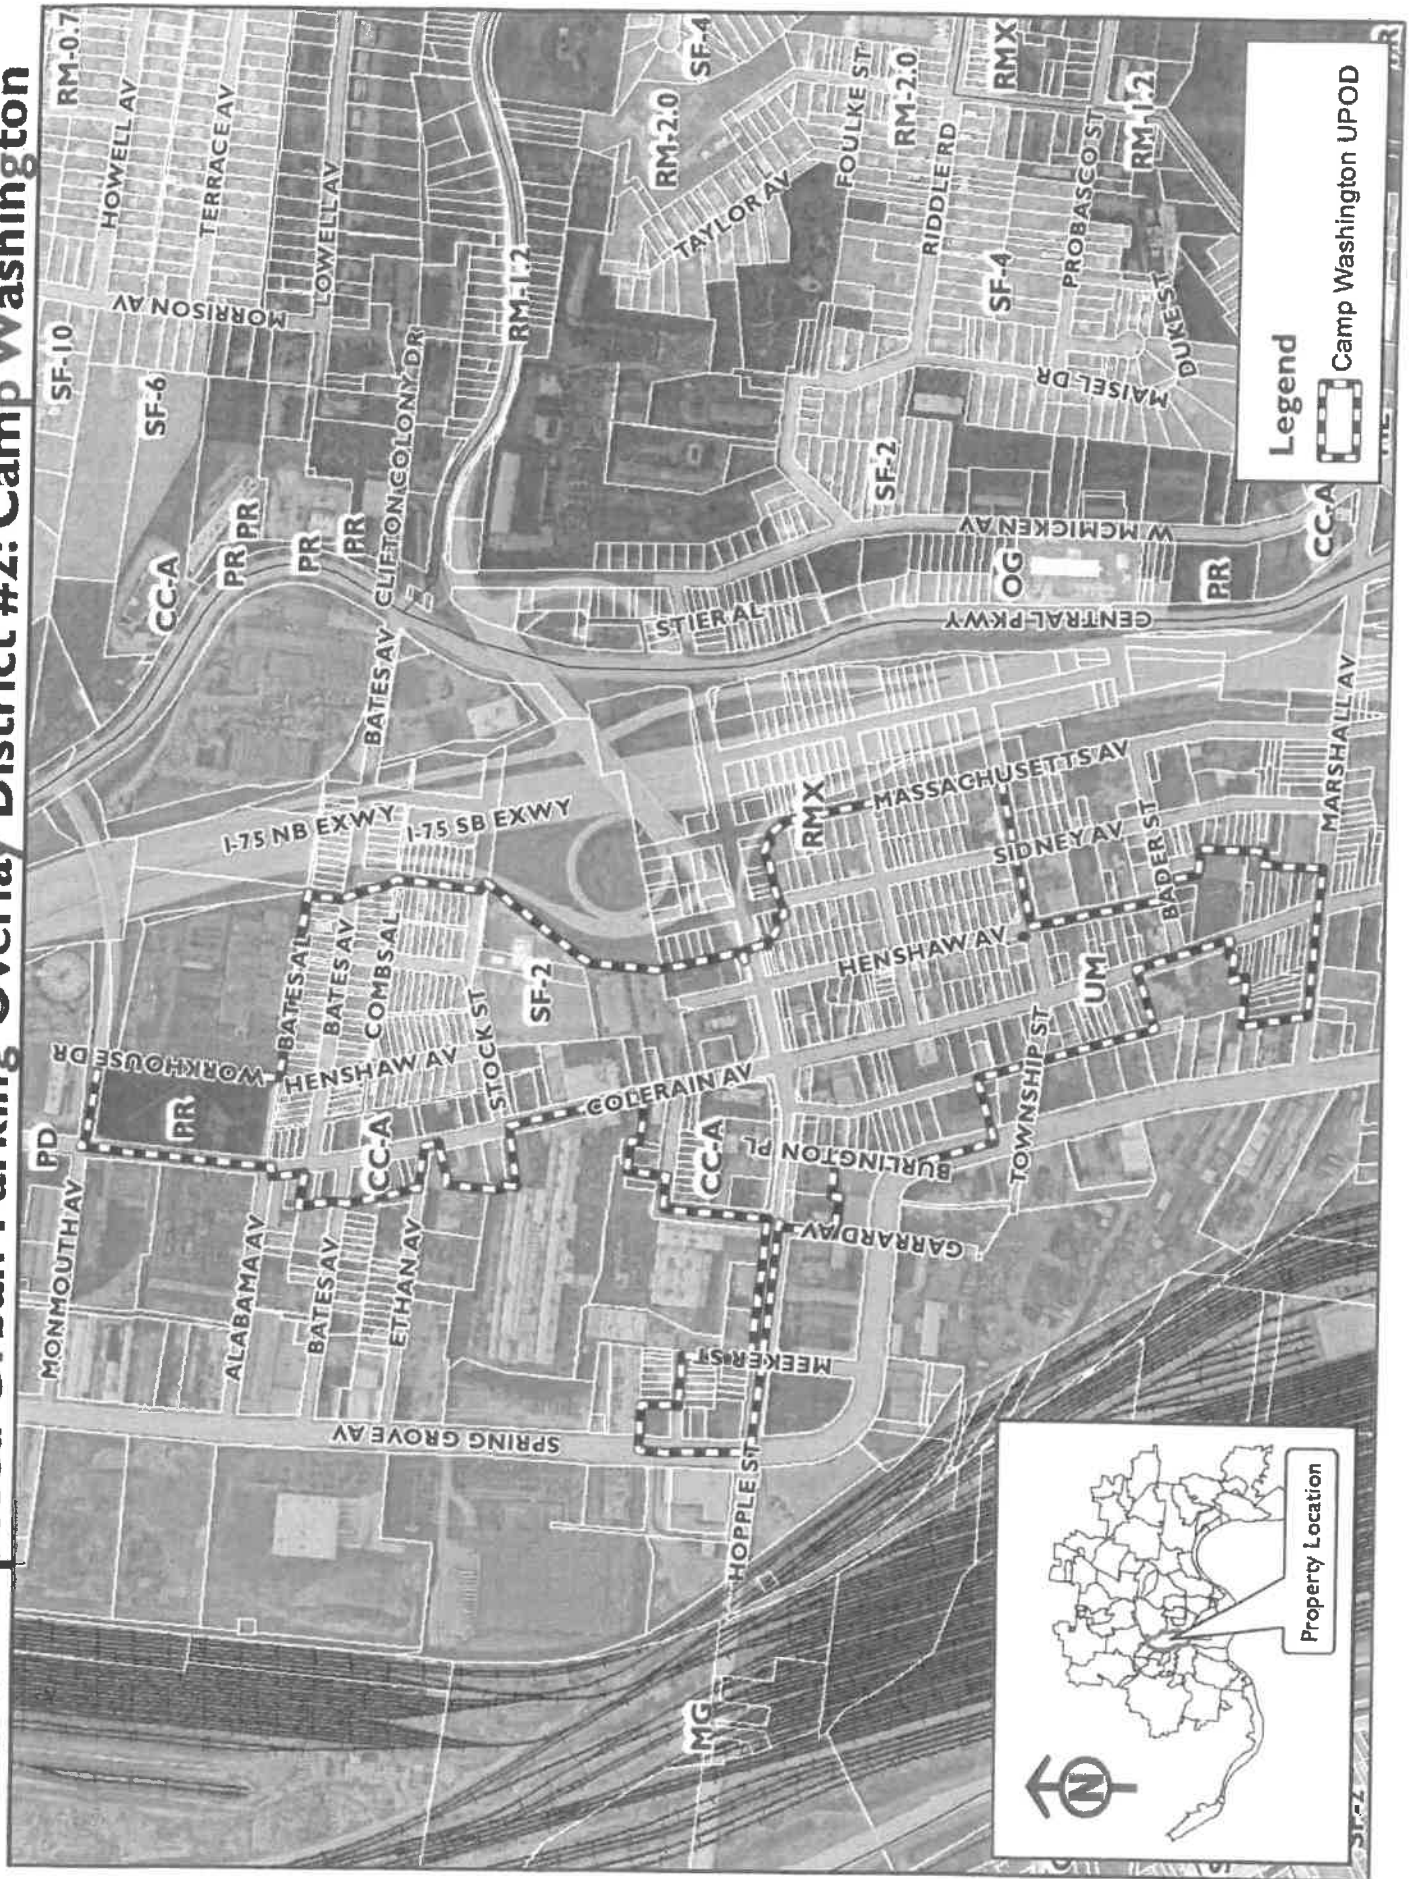 Urban Parking Overlay District #2: Camp Washington
RM-0.7
HOWELL AV
TERRACE AV
MORRISON AV
LOWELL AV
SF-10
SF-6
CC-A
PR
PR
PR
PR
CLIFTON COLONY DR
RM-1.2
SF-4
RM-2.0
TAYLOR AV
FOULKE ST
RM-2.0
RIDDLE RD
RMX
RM-1.2
PROBASCO ST
SF-4
DUKE ST
MAISEL DR
SF-2
W MCMICKEN AV
OG
PR
CC-A
CENTRAL PKWY
STIER AL
BATES AV
I-75 NB EXWY
I-75 SB EXWY
RMX
MASSACHUSETTS AV
SIDNEY AV
BADER ST
MARSHALL AV
HENSHAW AV
UM
TOWNSHIP ST
PD
WORKHOUSE DR
PR
BATES AL
BATES AV
COMBS AL
HENSHAW AV
STOCK ST
SF-2
COLERAIN AV
CC-A
CC-A
BURLINGTON PL
GARRARD AV
MONMOUTH AV
ALABAMA AV
BATES AV
ETHAN AV
MEEKER ST
SPRING GROVE AV
HOPPLE ST
MG
SF-2
Legend
Camp Washington UPOD
N
Property Location